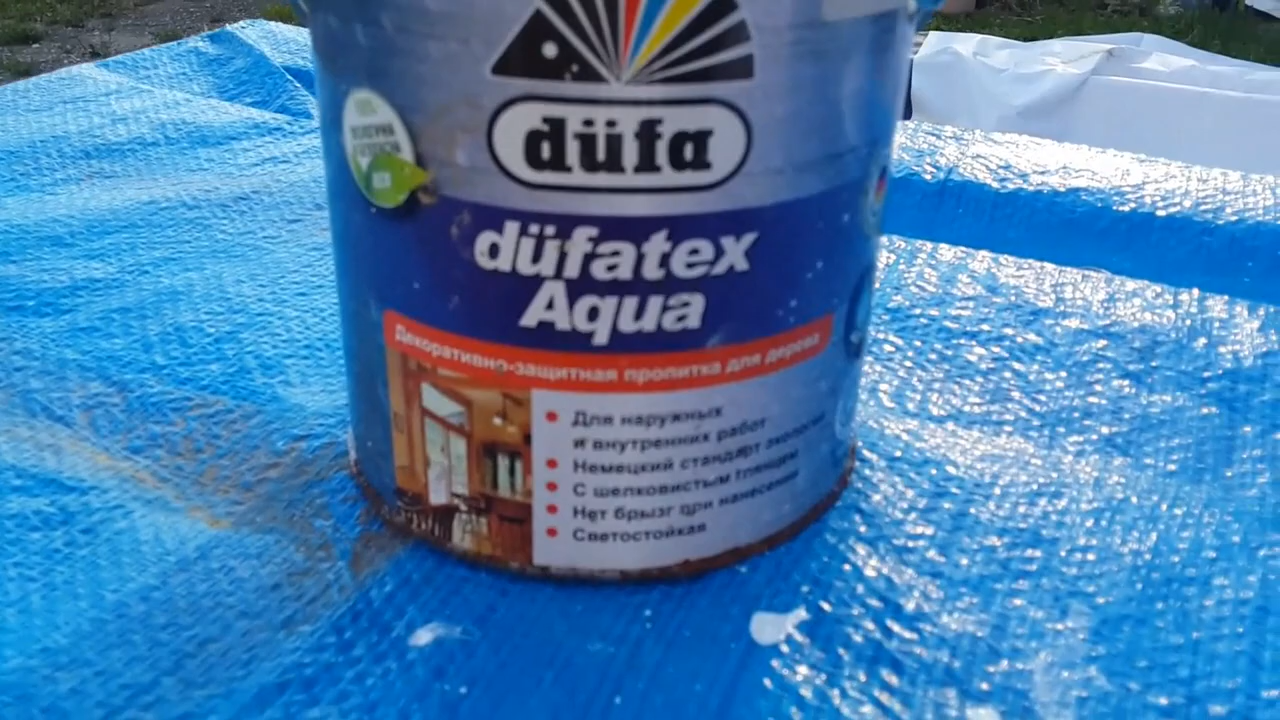 düfa
düfatex
Aqua
Декоративно-защитная пропитка для дерева
Для наружных
и внутренних работ
Немецкий стандарт
С шелковистым глянцем
Нет брызг при нанесении
Светостойкая